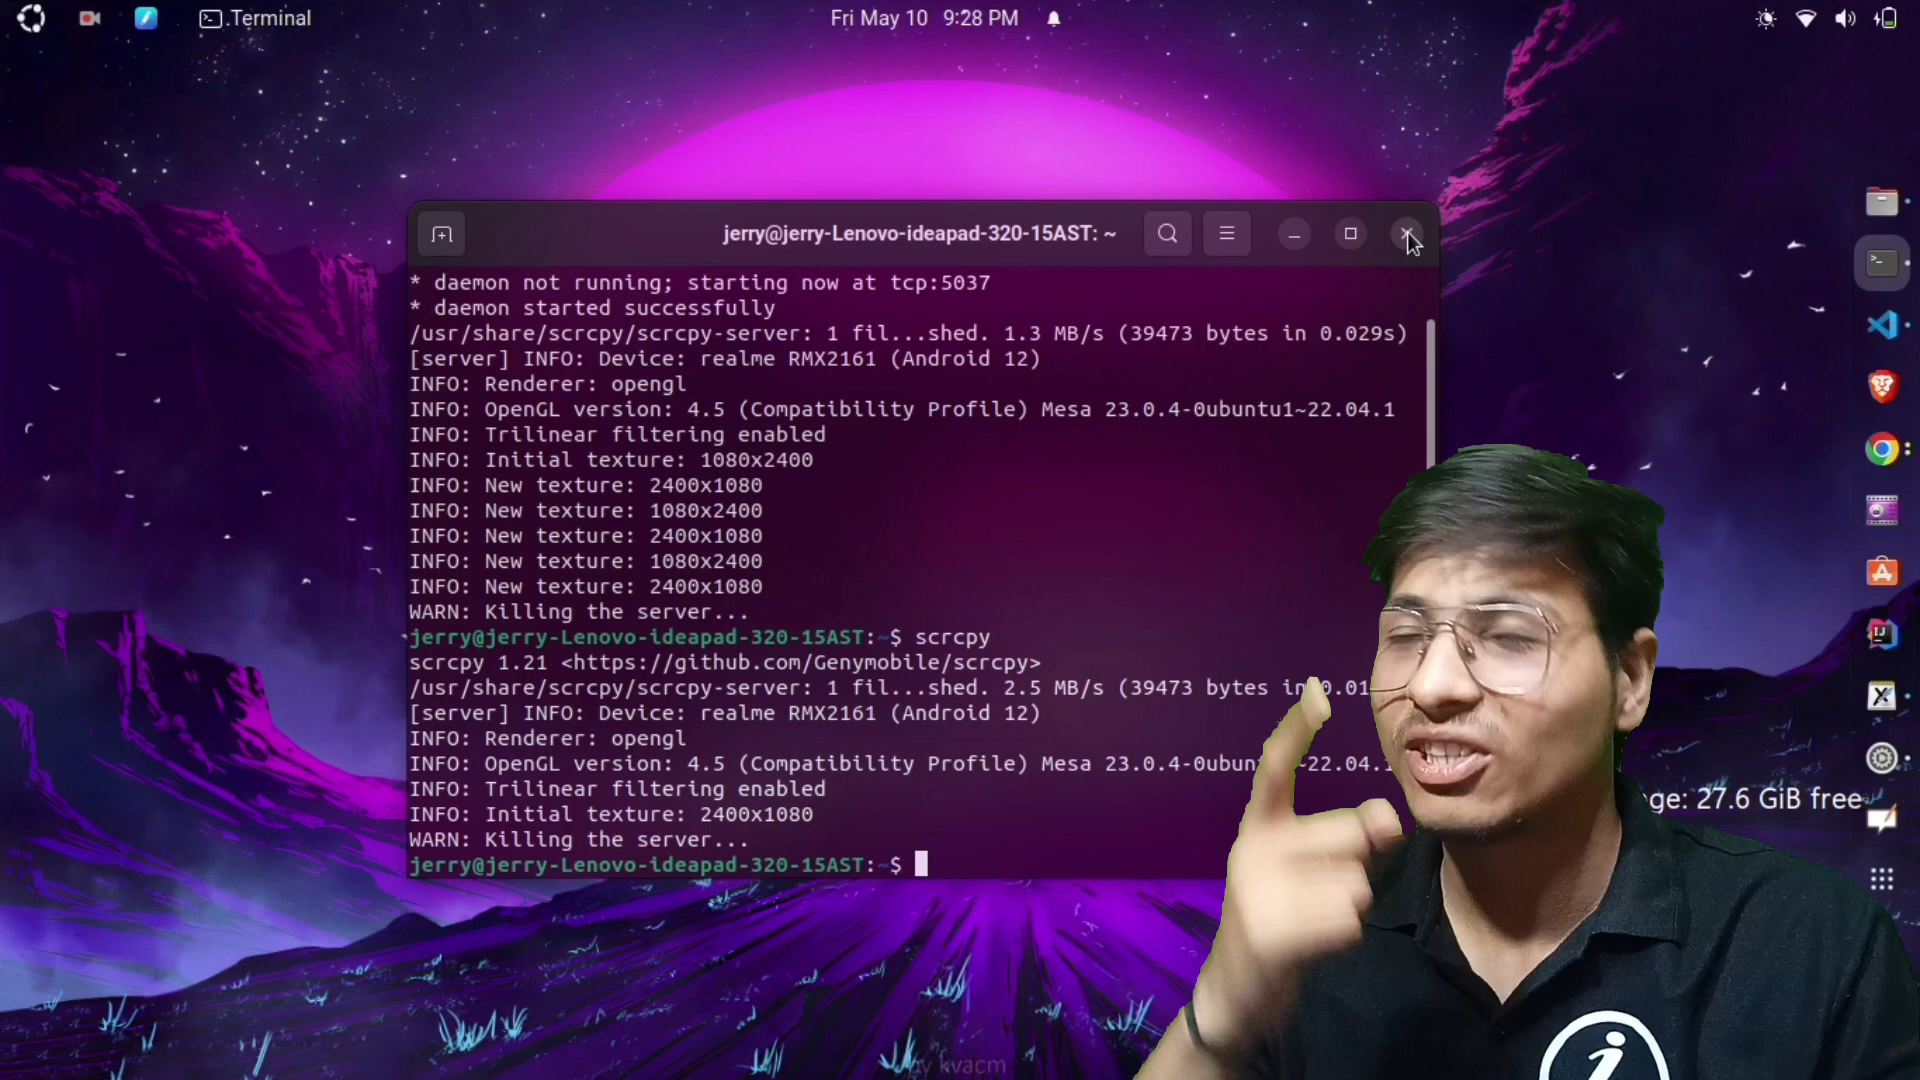 .Terminal
Fri May 10 9:28 PM
jerry@jerry-Lenovo-ideapad-320-15AST: ~
* daemon not running; starting now at tcp:5037
* daemon started successfully
/usr/share/scrcpy/scrcpy-server: 1 fil...shed. 1.3 MB/s (39473 bytes in 0.029s)
[server] INFO: Device: realme RMX2161 (Android 12)
INFO: Renderer: opengl
INFO: OpenGL version: 4.5 (Compatibility Profile) Mesa 23.0.4-0ubuntu1~22.04.1
INFO: Trilinear filtering enabled
INFO: Initial texture: 1080x2400
INFO: New texture: 2400x1080
INFO: New texture: 1080x2400
INFO: New texture: 2400x1080
INFO: New texture: 1080x2400
INFO: New texture: 2400x1080
WARN: Killing the server...
jerry@jerry-Lenovo-ideapad-320-15AST:~$ scrcpy
scrcpy 1.21 <https://github.com/Genymobile/scrcpy>
/usr/share/scrcpy/scrcpy-server: 1 fil...shed. 2.5 MB/s (39473 bytes in 0.01
[server] INFO: Device: realme RMX2161 (Android 12)
INFO: Renderer: opengl
INFO: OpenGL version: 4.5 (Compatibility Profile) Mesa 23.0.4-0ubun ~22.04.1
INFO: Trilinear filtering enabled
INFO: Initial texture: 2400x1080
WARN: Killing the server...
jerry@jerry-Lenovo-ideapad-320-15AST:~$
ge: 27.6 GiB free
by kvacm